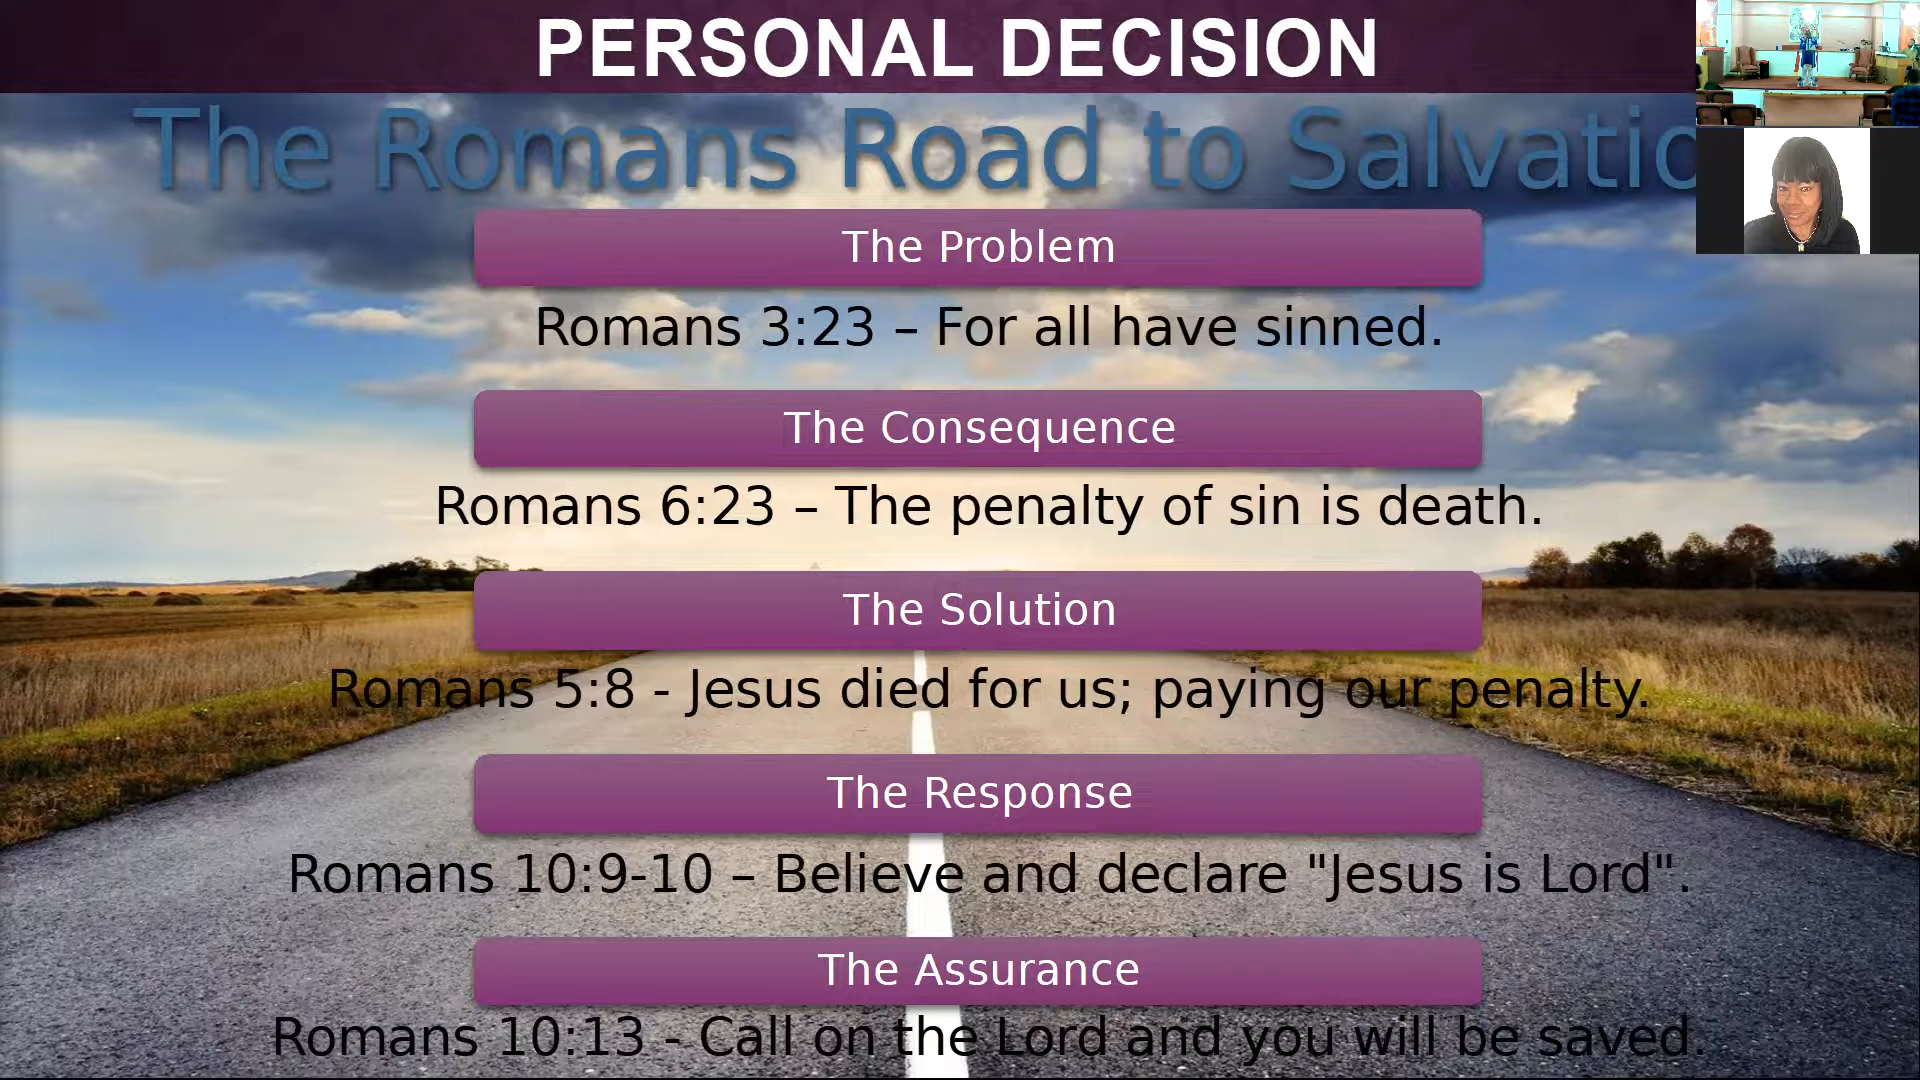 PERSONAL DECISION
The Romans Road to Salvatio
The Problem
Romans 3:23 – For all have sinned.
The Consequence
Romans 6:23 – The penalty of sin is death.
The Solution
Romans 5:8 - Jesus died for us; paying our penalty.
The Response
Romans 10:9-10 – Believe and declare "Jesus is Lord".
The Assurance
Romans 10:13 - Call on the Lord and you will be saved.